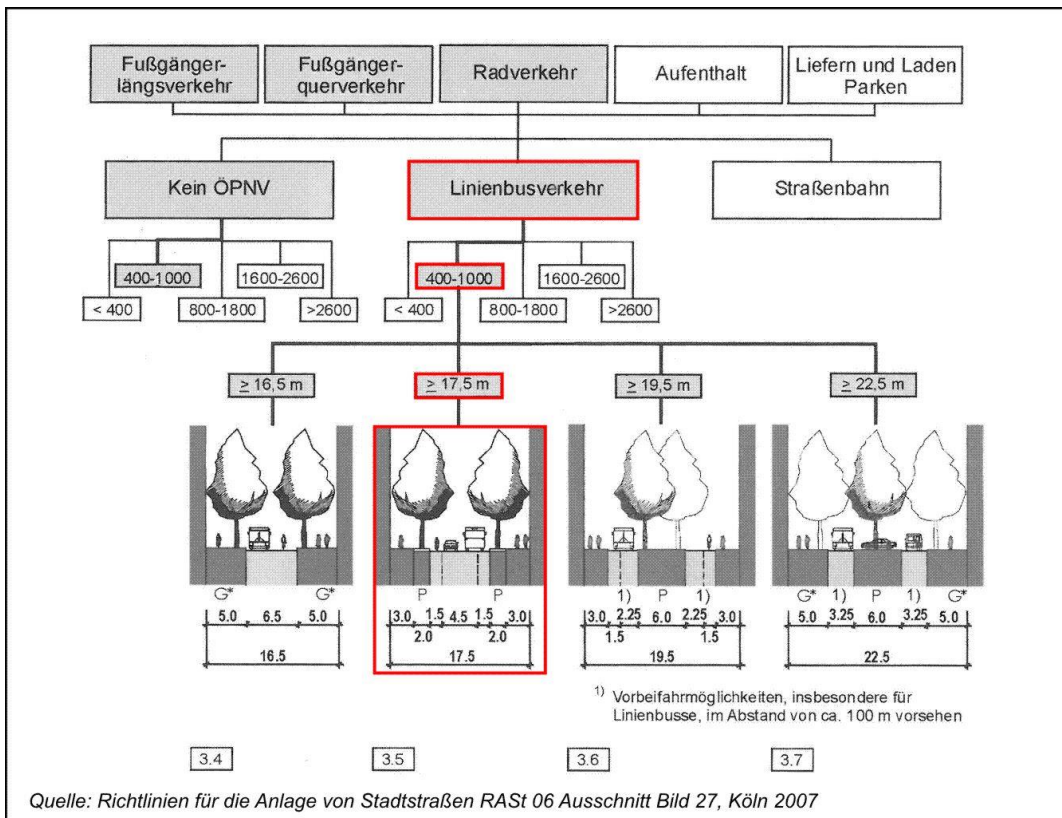 Fußgänger-
längsverkehr
Fußgänger-
querverkehr
Radverkehr
Aufenthalt
Liefern und Laden
Parken
Kein ÖPNV
Linienbusverkehr
Straßenbahn
400-1000
1600-2600
< 400
800-1800
>2600
400-1000
1600-2600
< 400
800-1800
>2600
≥ 16,5 m
≥ 17,5 m
≥ 19,5 m
≥ 22,5 m
G* G*
5.0 6.5 5.0
16.5
P P
3.0 1.5 4.5 1.5 3.0
2.0 2.0
17.5
1) 1)
3.0 2.25 6.0 2.25 3.0
1.5 1.5
19.5
G* 1) P 1) G*
5.0 3.25 6.0 3.25 5.0
22.5
1) Vorbeifahrmöglichkeiten, insbesondere für
Linienbusse, im Abstand von ca. 100 m vorsehen
3.4
3.5
3.6
3.7
Quelle: Richtlinien für die Anlage von Stadtstraßen RASt 06 Ausschnitt Bild 27, Köln 2007